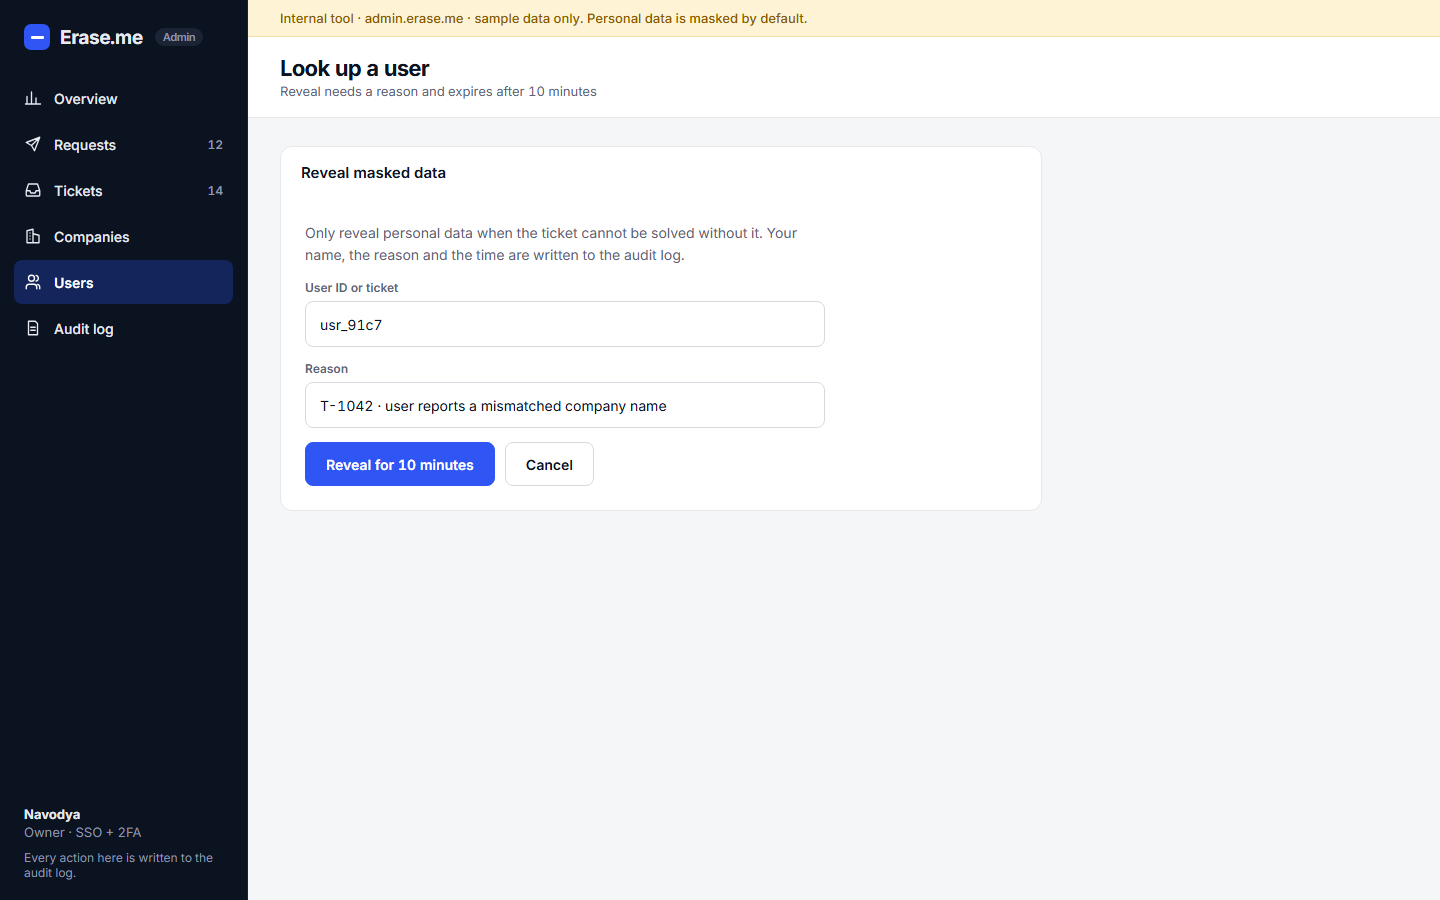 Erase.me Admin
Overview
Requests 12
Tickets 14
Companies
Users
Audit log
Navodya
Owner · SSO + 2FA
Every action here is written to the
audit log.
Internal tool · admin.erase.me · sample data only. Personal data is masked by default.
Look up a user
Reveal needs a reason and expires after 10 minutes
Reveal masked data
Only reveal personal data when the ticket cannot be solved without it. Your
name, the reason and the time are written to the audit log.
User ID or ticket
usr_91c7
Reason
T-1042 · user reports a mismatched company name
Reveal for 10 minutes Cancel